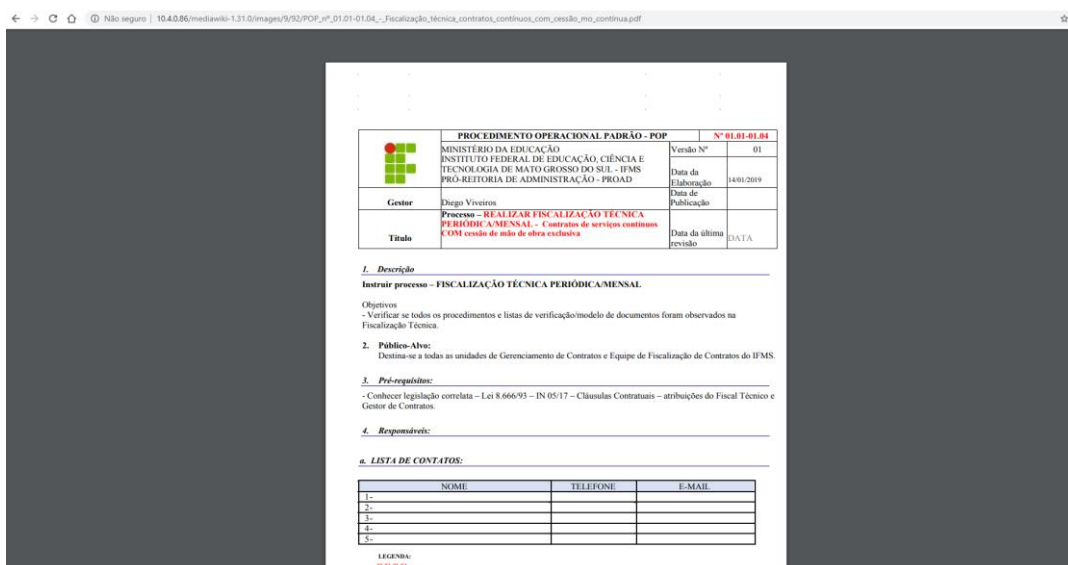 Não seguro | 10.4.0.86/mediawiki-1.31.0/images/9/92/POP_nº_01.01-01.04_-_Fiscalização_técnica_contratos_contínuos_com_cessão_mo_contínua.pdf
PROCEDIMENTO OPERACIONAL PADRÃO - POP Nº 01.01-01.04
MINISTÉRIO DA EDUCAÇÃO
INSTITUTO FEDERAL DE EDUCAÇÃO, CIÊNCIA E
TECNOLOGIA DE MATO GROSSO DO SUL - IFMS
PRÓ-REITORIA DE ADMINISTRAÇÃO - PROAD
Versão Nº 01
Data da
Elaboração 14/01/2019
Gestor Diego Viveiros
Data de
Publicação
Título
Processo – REALIZAR FISCALIZAÇÃO TÉCNICA
PERIÓDICA/MENSAL - Contratos de serviços contínuos
COM cessão de mão de obra exclusiva
Data da última
revisão DATA
1. Descrição
Instruir processo – FISCALIZAÇÃO TÉCNICA PERIÓDICA/MENSAL
Objetivos
- Verificar se todos os procedimentos e listas de verificação/modelo de documentos foram observados na
Fiscalização Técnica.
2. Público-Alvo:
Destina-se a todas as unidades de Gerenciamento de Contratos e Equipe de Fiscalização de Contratos do IFMS.
3. Pré-requisitos:
- Conhecer legislação correlata – Lei 8.666/93 – IN 05/17 – Cláusulas Contratuais – atribuições do Fiscal Técnico e
Gestor de Contratos.
4. Responsáveis:
a. LISTA DE CONTATOS:
NOME TELEFONE E-MAIL
1-
2-
3-
4-
5-
LEGENDA: